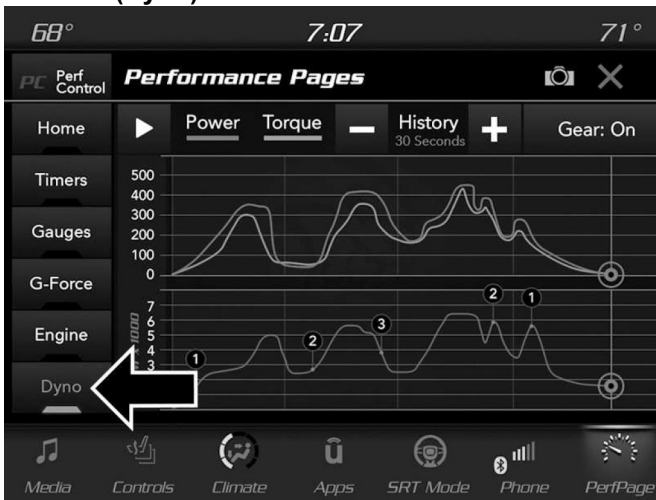 68° 7:07 71°
PC Perf Control Performance Pages
Home Power Torque History 30 Seconds Gear: On
Timers
Gauges
G-Force
Engine
Dyno
500
400
300
200
100
0
7
6
5
4
3
1 2 3 2 1
Media Controls Climate Apps SRT Mode Phone PerfPage